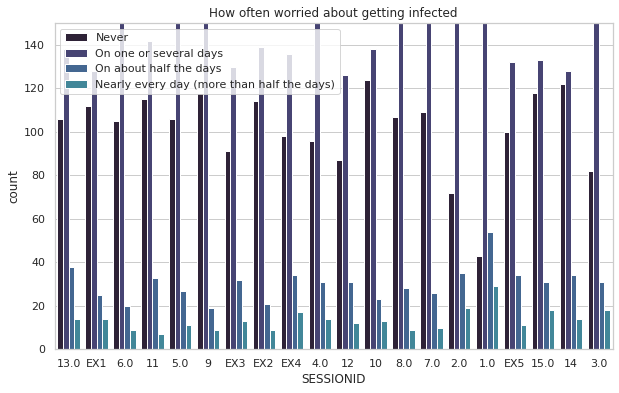 How often worried about getting infected
Never
On one or several days
On about half the days
Nearly every day (more than half the days)
140
120
100
80
60
40
20
0
count
13.0 EX1 6.0 11 5.0 9 EX3 EX2 EX4 4.0 12 10 8.0 7.0 2.0 1.0 EX5 15.0 14 3.0
SESSIONID